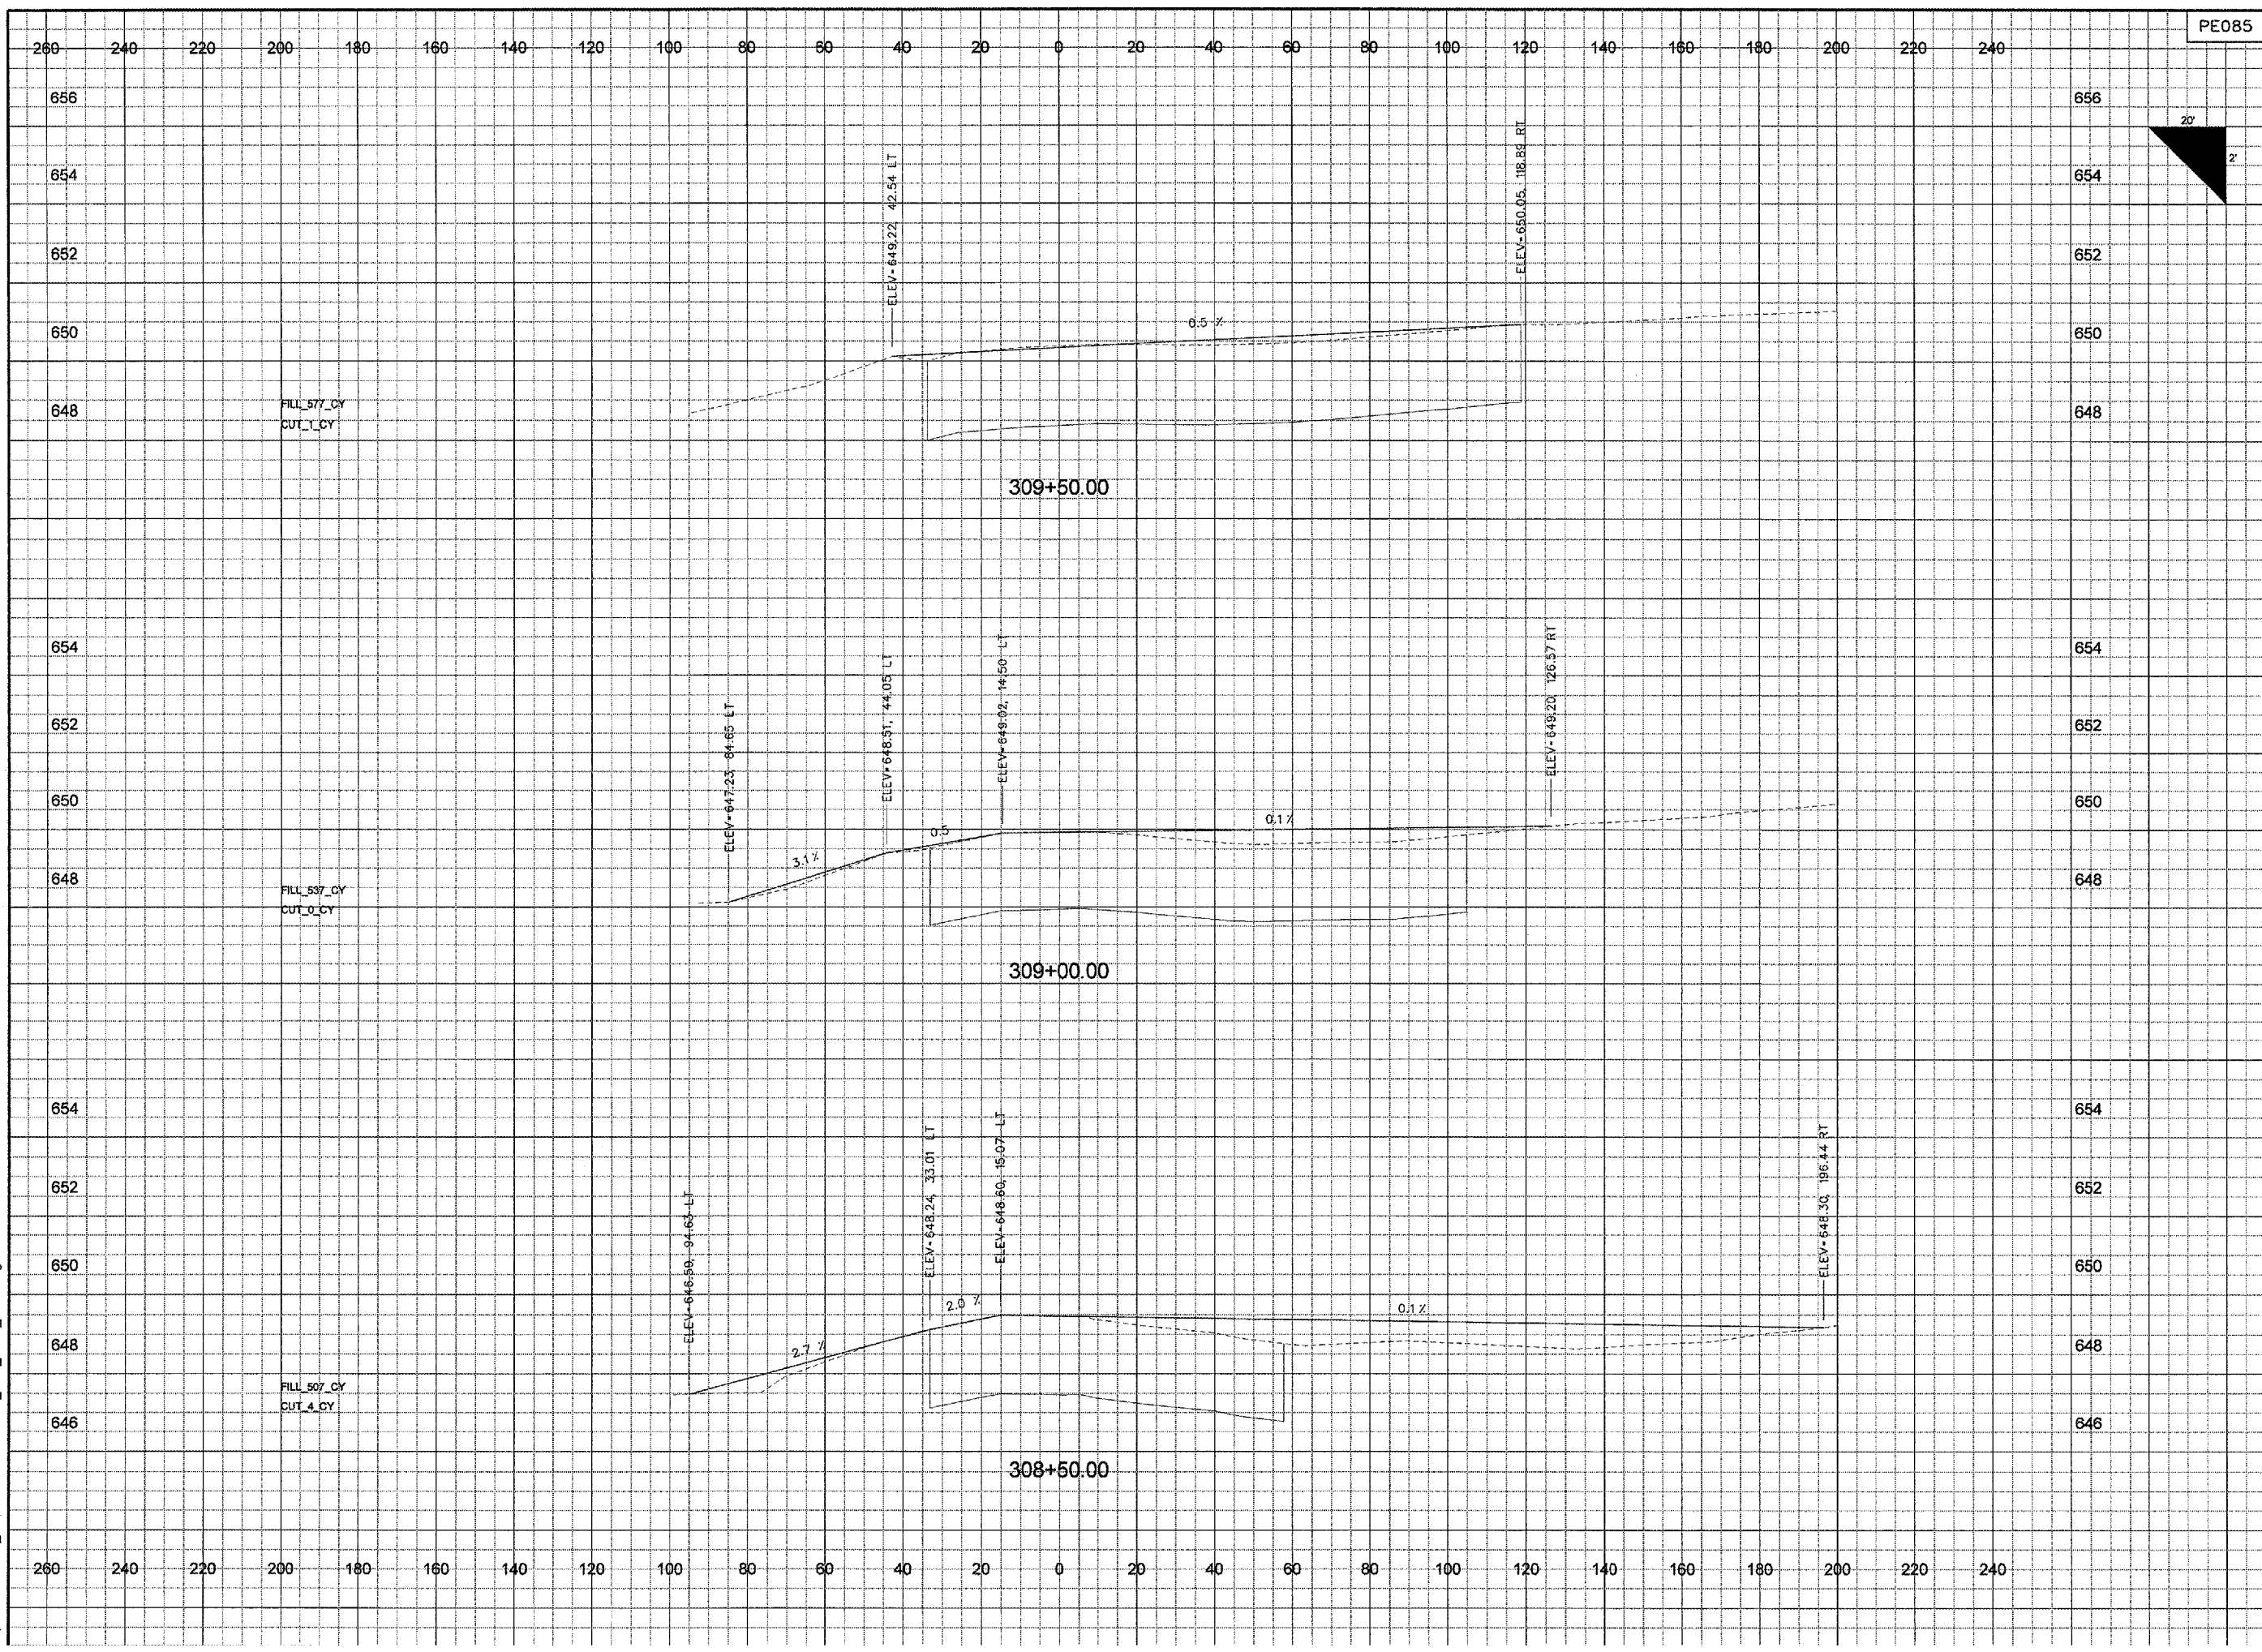 PE085
260 240 220 200 180 160 140 120 100 80 60 40 20 0 20 40 60 80 100 120 140 160 180 200 220 240
656 656
20'
2'
654 654
652 652
650 650
648 648
ELEV=649.22, 42.54 LT
ELEV=650.05, 118.89 RT
0.5 %
FILL_577_CY
CUT_1_CY
309+50.00
654 654
652 652
650 650
648 648
ELEV=647.23, 84.65 LT
ELEV=648.51, 44.05 LT
ELEV=649.02, 14.50 LT
ELEV=649.20, 126.57 RT
3.1 %
0.5
0.1 %
FILL_537_CY
CUT_0_CY
309+00.00
654 654
652 652
650 650
648 648
646 646
ELEV=646.59, 94.63 LT
ELEV=648.24, 33.01 LT
ELEV=648.60, 15.07 LT
ELEV=648.30, 196.44 RT
2.7 %
2.0 %
0.1 %
FILL_507_CY
CUT_4_CY
308+50.00
260 240 220 200 180 160 140 120 100 80 60 40 20 0 20 40 60 80 100 120 140 160 180 200 220 240